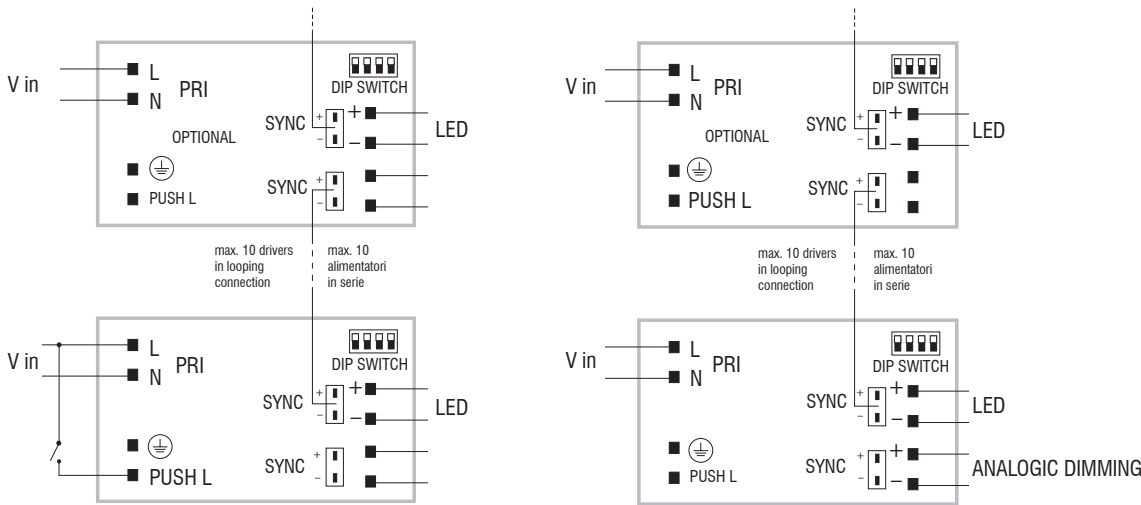 V in
L
N
PRI
DIP SWITCH
SYNC
+
-
+
-
LED
OPTIONAL
SYNC
+
-
PUSH L
max. 10 drivers
in looping
connection
max. 10
alimentatori
in serie
V in
L
N
PRI
DIP SWITCH
SYNC
+
-
+
-
LED
SYNC
+
-
PUSH L
V in
L
N
PRI
DIP SWITCH
SYNC
+
-
+
-
LED
OPTIONAL
SYNC
+
-
PUSH L
max. 10 drivers
in looping
connection
max. 10
alimentatori
in serie
V in
L
N
PRI
DIP SWITCH
SYNC
+
-
+
-
LED
SYNC
+
-
+
-
ANALOGIC DIMMING
PUSH L